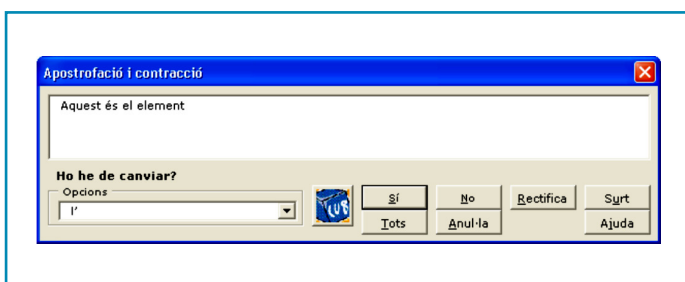 Apostrofació i contracció
Aquest és el element
Ho he de canviar?
Opcions
l’
Sí
No
Rectifica
Surt
Tots
Anul·la
Ajuda